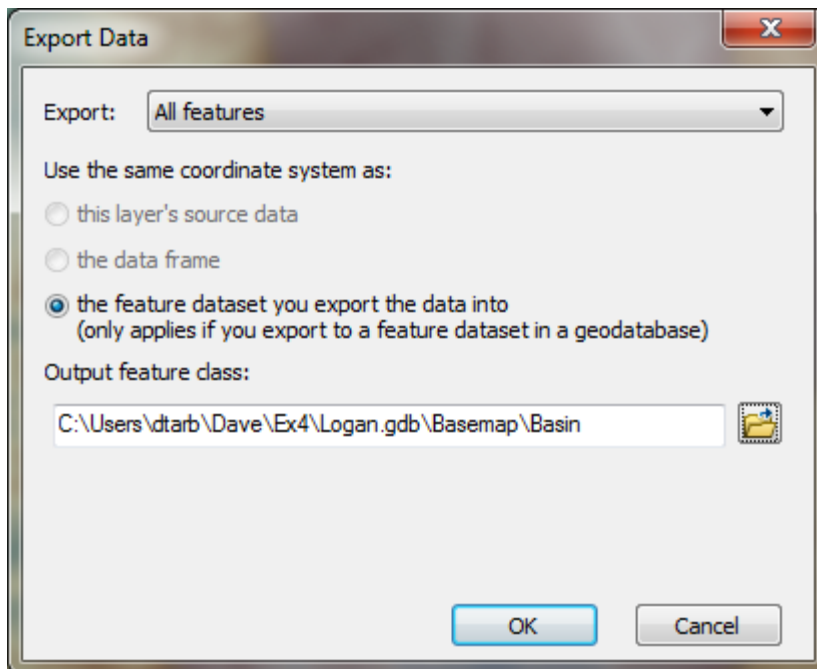 Export Data
Export: All features
Use the same coordinate system as:
this layer's source data
the data frame
the feature dataset you export the data into
(only applies if you export to a feature dataset in a geodatabase)
Output feature class:
C:\Users\dtarb\Dave\Ex4\Logan.gdb\Basemap\Basin
OK Cancel